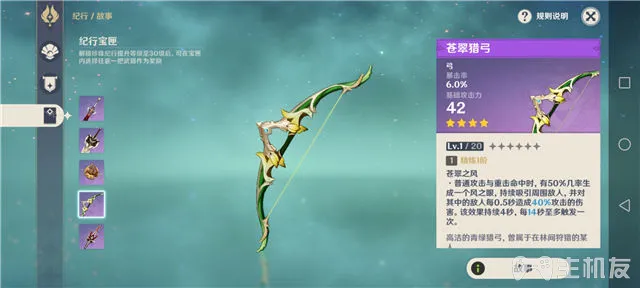 纪行 / 故事
规则说明
纪行宝匣
解锁珍珠纪行提升等级至30级后，可在宝匣
内选择任意一把武器作为奖励
苍翠猎弓
弓
暴击率
6.0%
基础攻击力
42
Lv.1 / 20
1 精炼1阶
苍翠之风
·普通攻击与重击命中时，有50%几率生
成一个风之眼，持续吸引周围敌人，并对
其中的敌人每0.5秒造成40%攻击的伤
害。该效果持续4秒，每14秒至多触发一
次。
高洁的青绿猎弓，曾属于在林间狩猎的某
故事
主机友